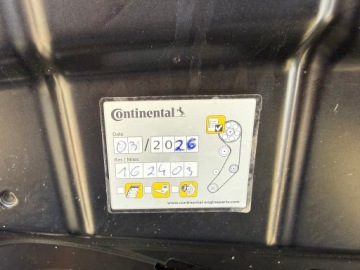 Continental
Date
03/2026
Km / Miles
162403
www.continental-engineparts.com